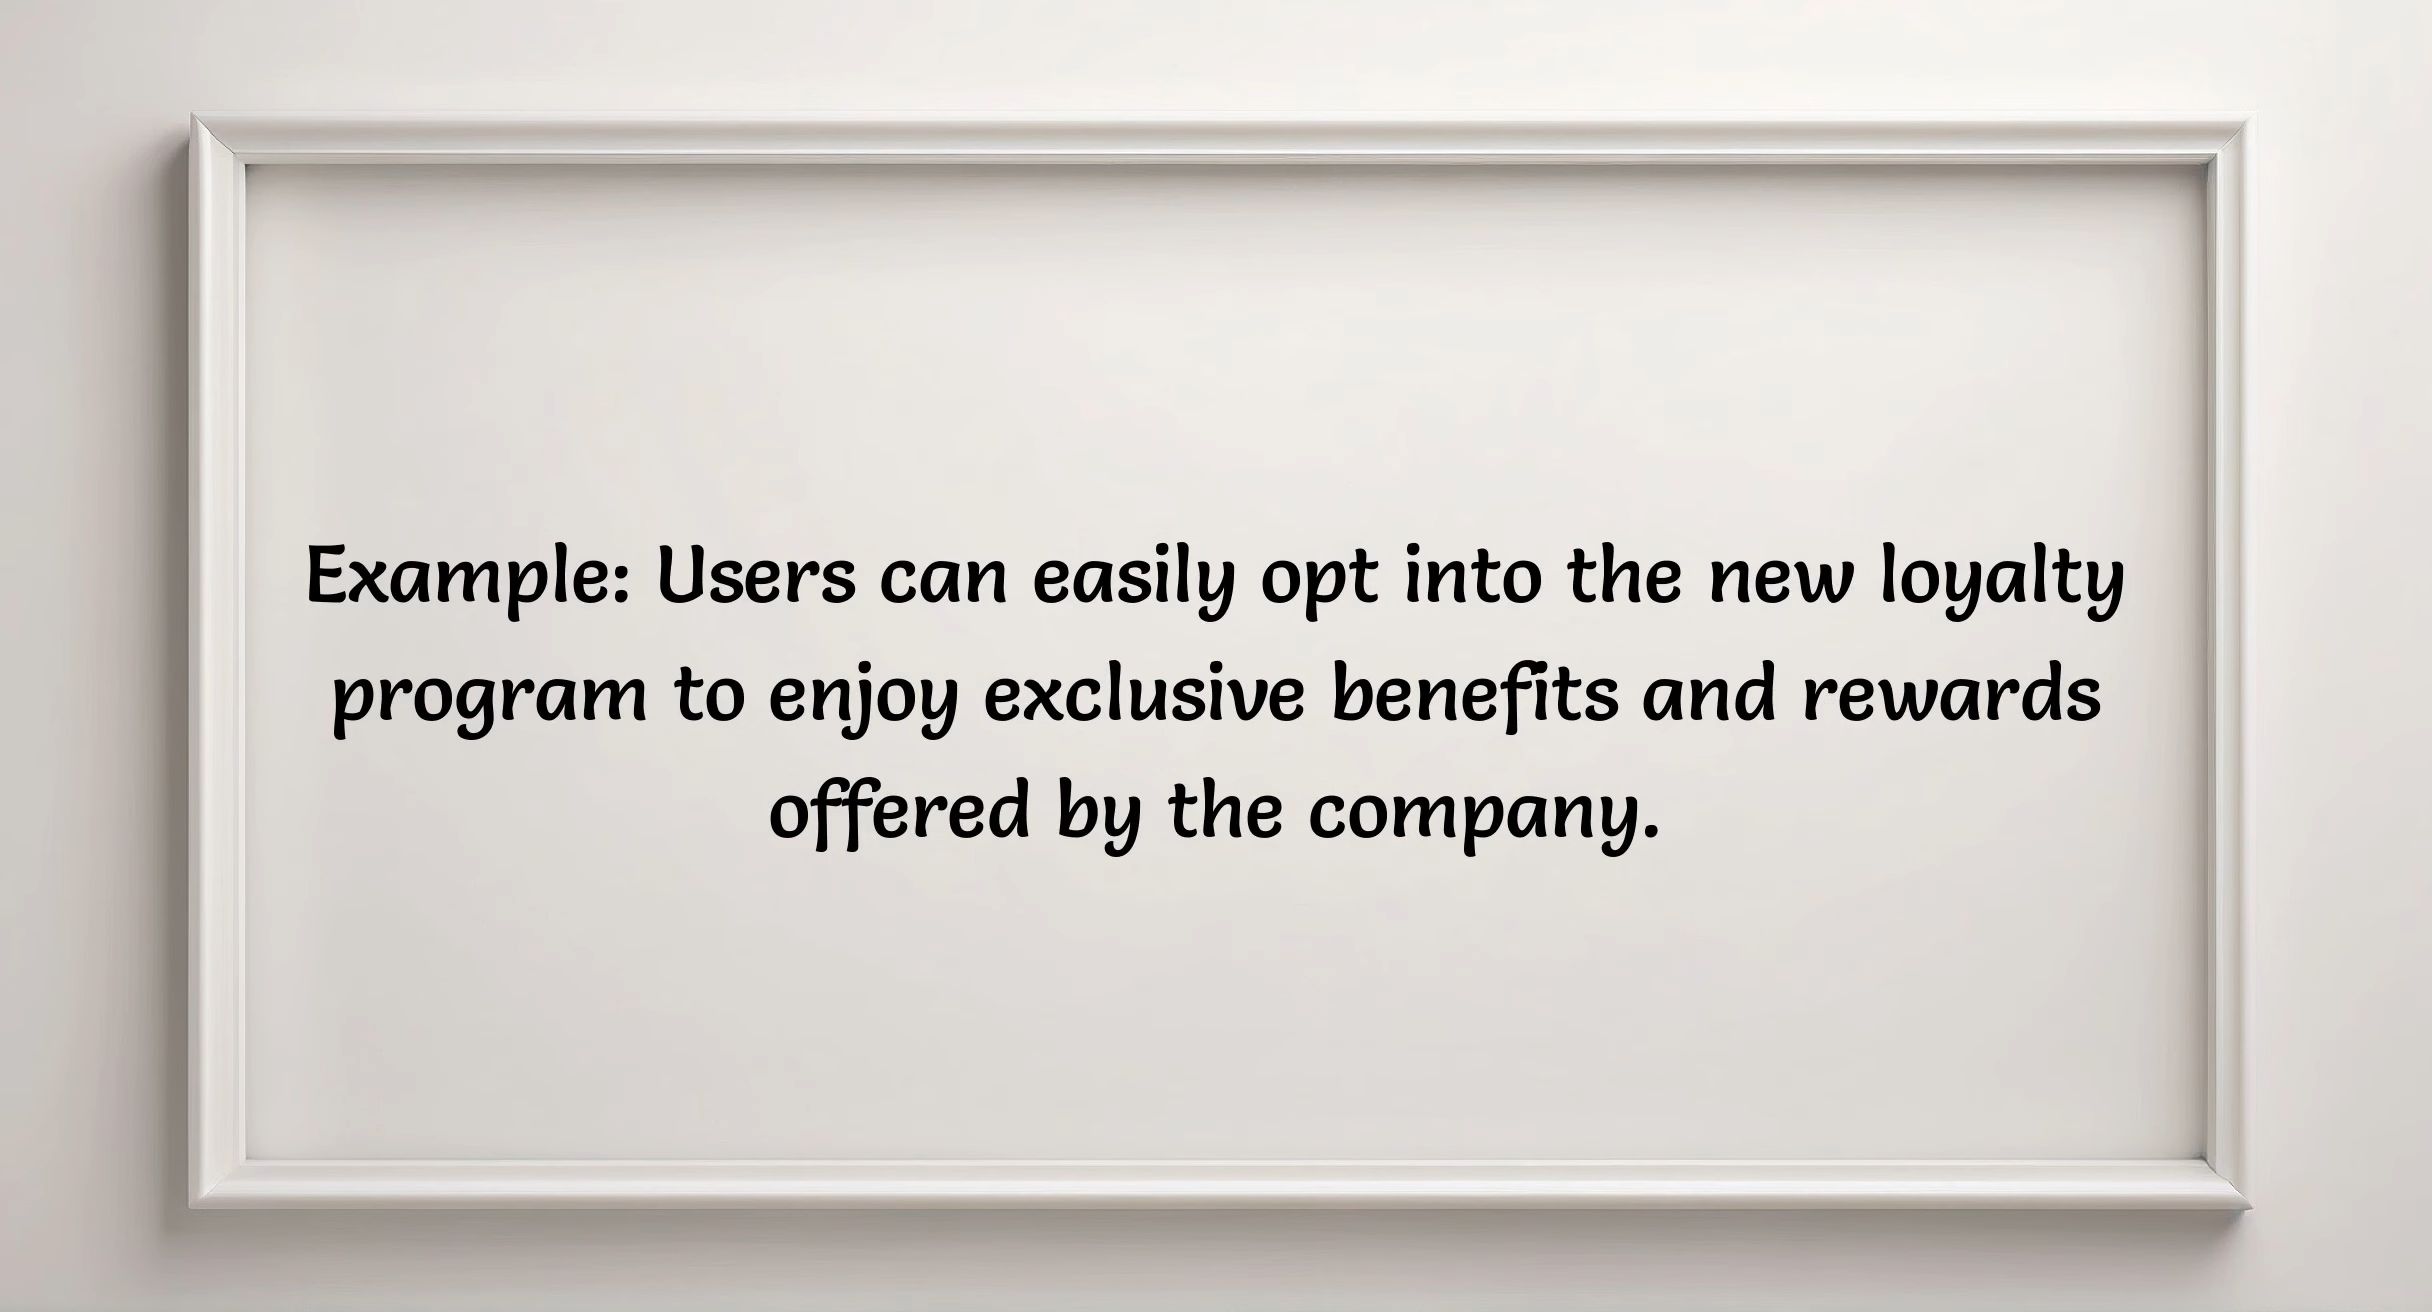 Example: Users can easily opt into the new loyalty
program to enjoy exclusive benefits and rewards
offered by the company.